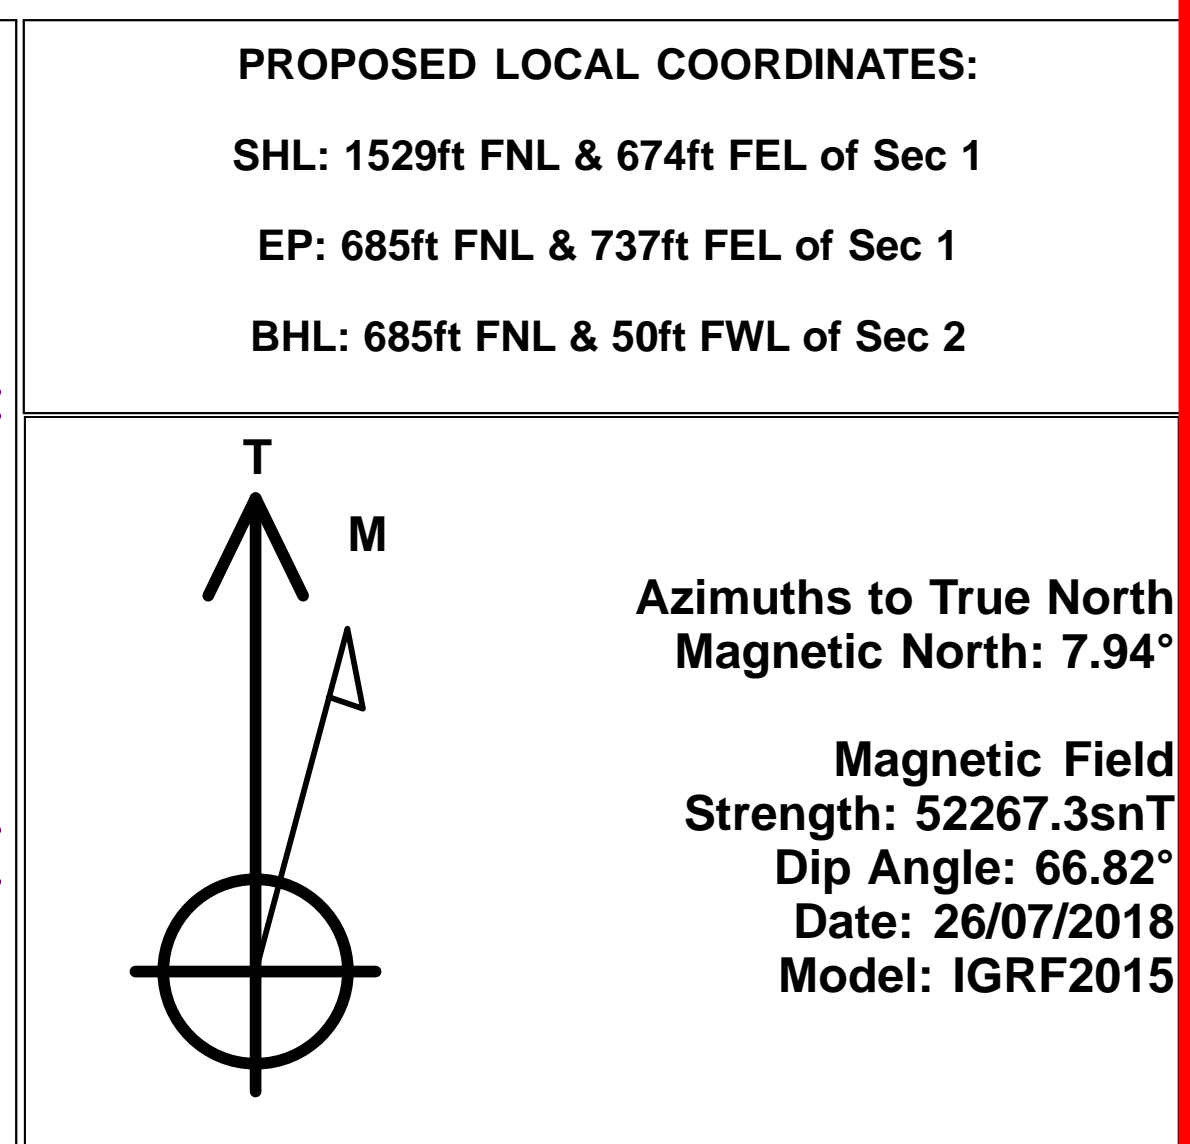 PROPOSED LOCAL COORDINATES:
SHL: 1529ft FNL & 674ft FEL of Sec 1
EP: 685ft FNL & 737ft FEL of Sec 1
BHL: 685ft FNL & 50ft FWL of Sec 2
T
M
Azimuths to True North
Magnetic North: 7.94°
Magnetic Field
Strength: 52267.3snT
Dip Angle: 66.82°
Date: 26/07/2018
Model: IGRF2015